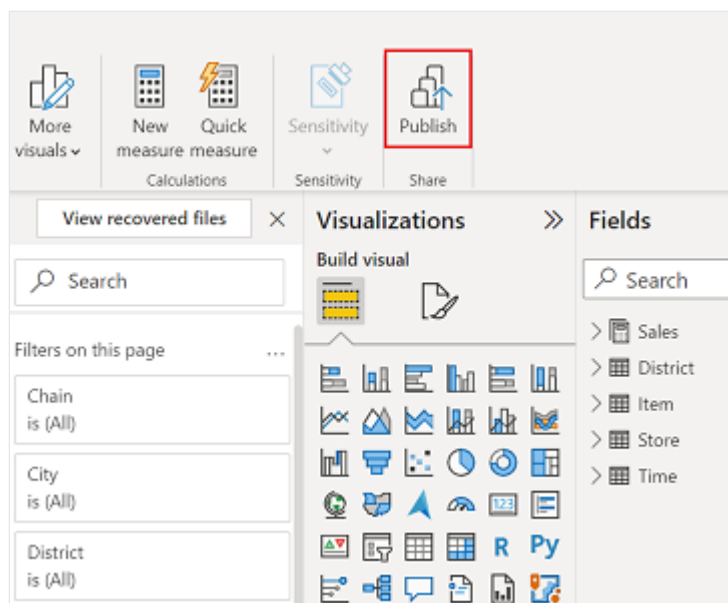 More
visuals
New
measure
Quick
measure
Sensitivity
Publish
Calculations
Sensitivity
Share
View recovered files
Search
Filters on this page
...
Chain
is (All)
City
is (All)
District
is (All)
Visualizations
Build visual
123
R
Py
Fields
Search
Sales
District
Item
Store
Time